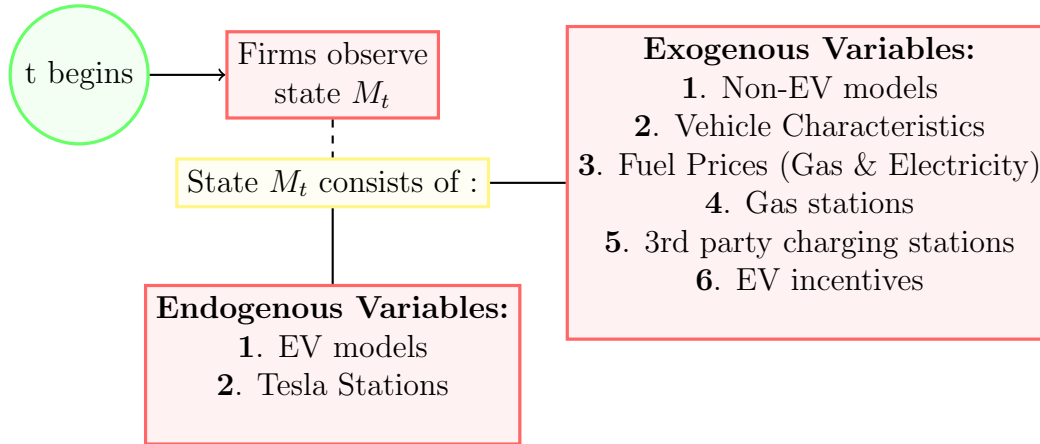 t begins
Firms observe
state M_t
State M_t consists of :
Exogenous Variables:
1. Non-EV models
2. Vehicle Characteristics
3. Fuel Prices (Gas & Electricity)
4. Gas stations
5. 3rd party charging stations
6. EV incentives
Endogenous Variables:
1. EV models
2. Tesla Stations